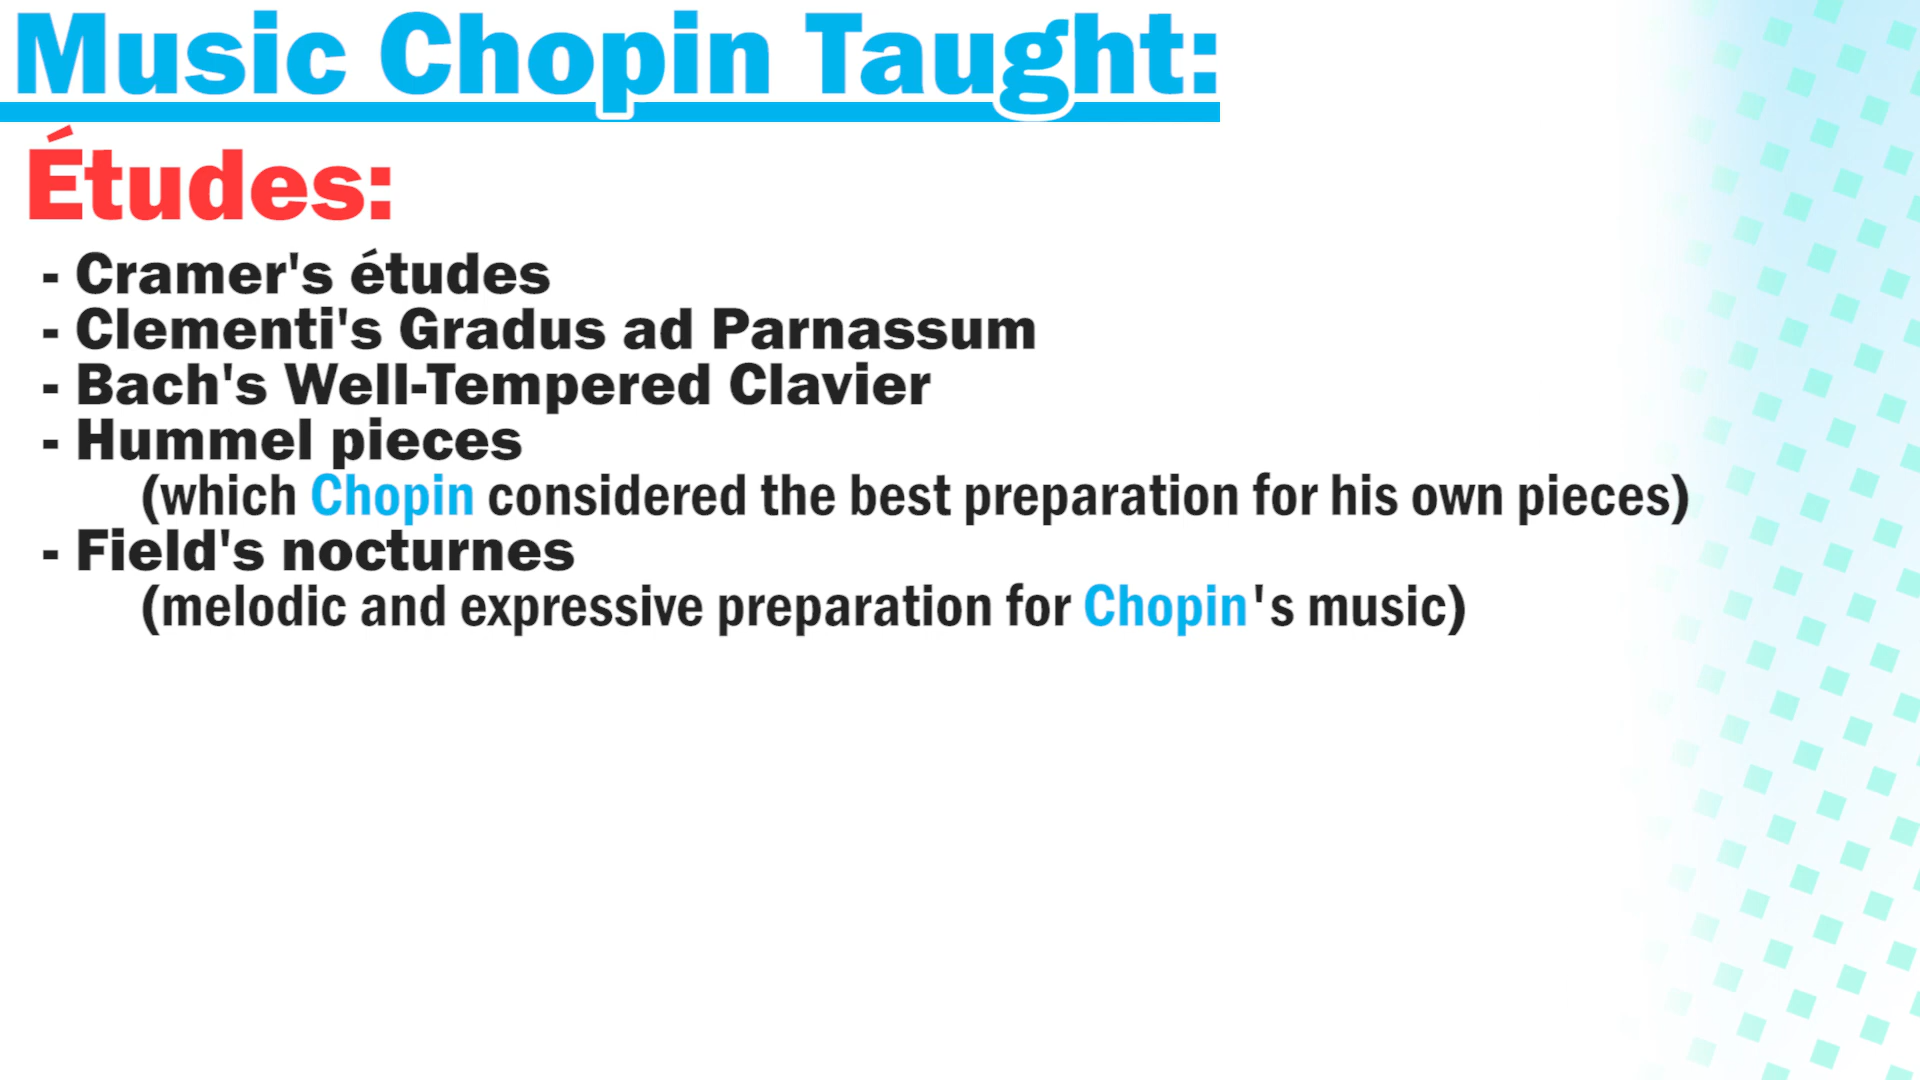 Music Chopin Taught:
Études:
- Cramer's études
- Clementi's Gradus ad Parnassum
- Bach's Well-Tempered Clavier
- Hummel pieces
(which Chopin considered the best preparation for his own pieces)
- Field's nocturnes
(melodic and expressive preparation for Chopin's music)